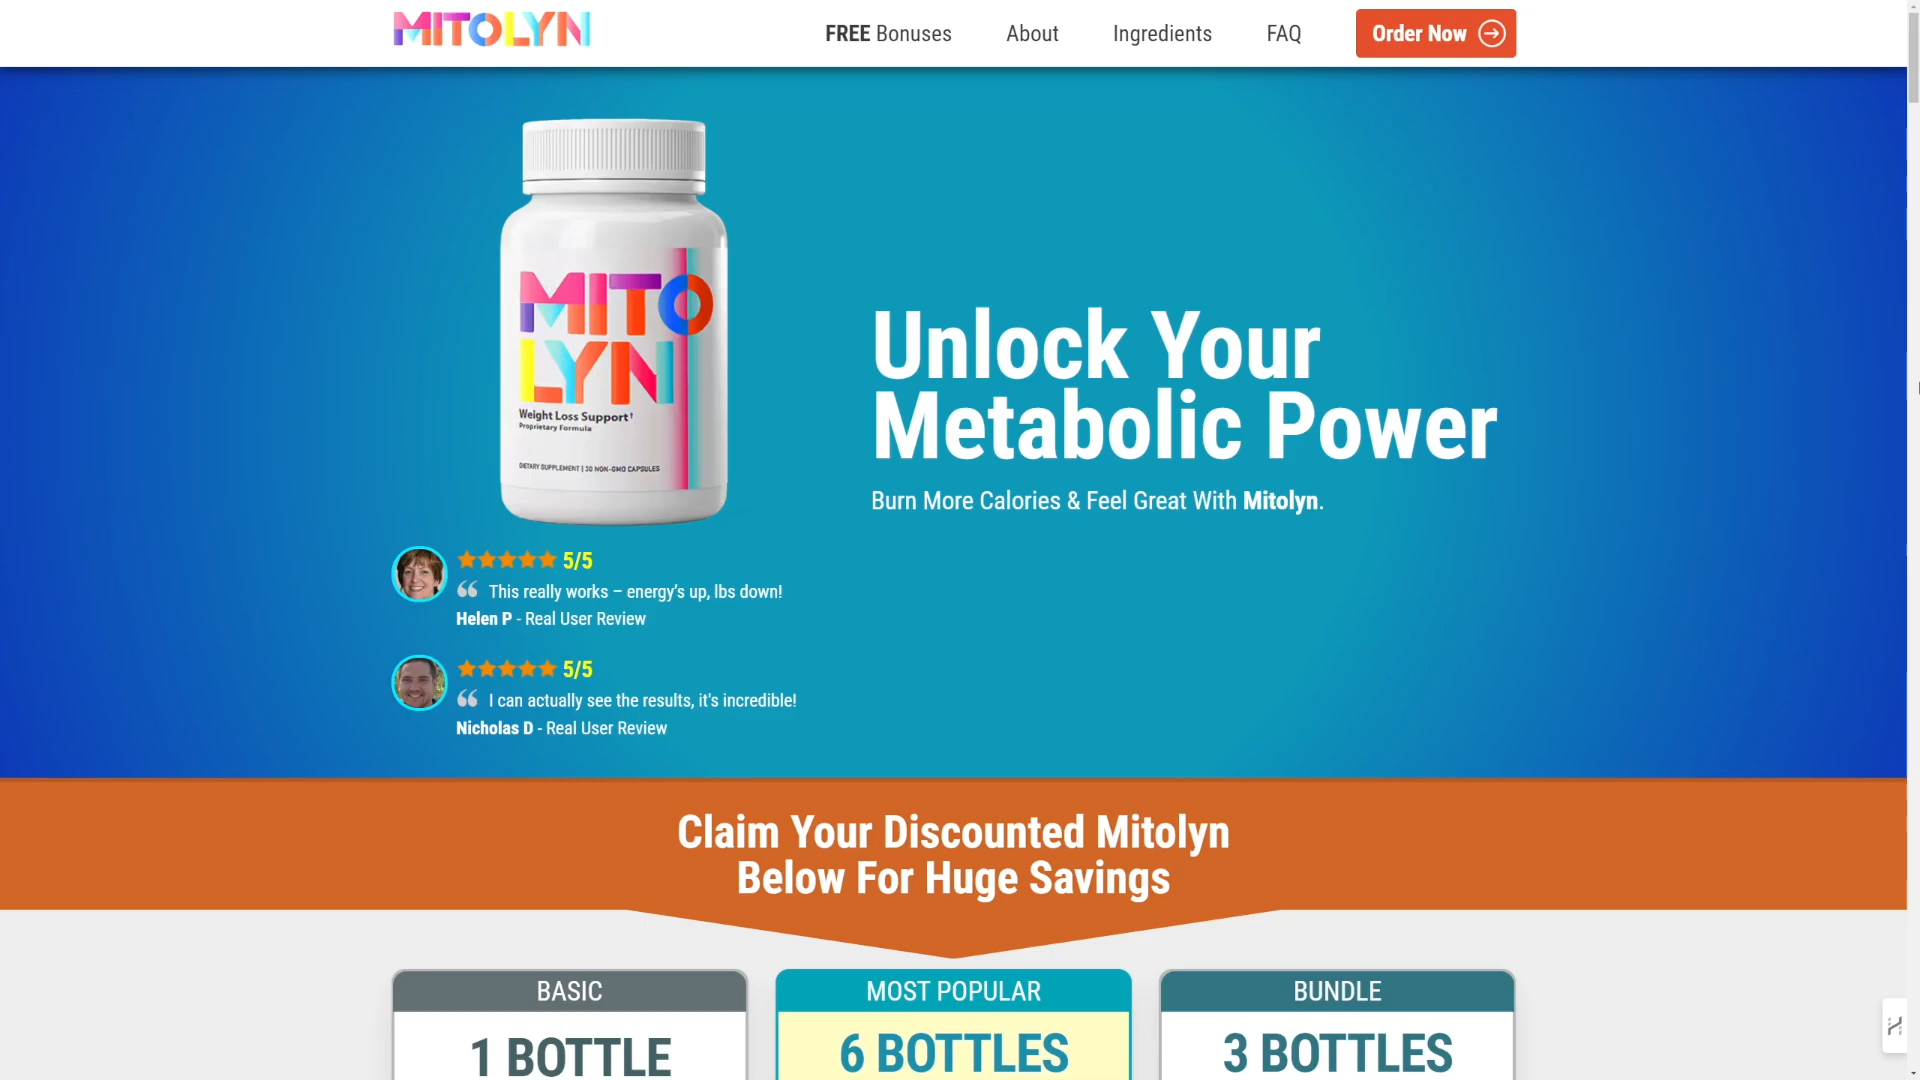 MITOLYN
FREE Bonuses
About
Ingredients
FAQ
Order Now
MITO
LYN
Weight Loss Support†
Proprietary Formula
DIETARY SUPPLEMENT | 30 NON-GMO CAPSULES
Unlock Your
Metabolic Power
Burn More Calories & Feel Great With Mitolyn.
5/5
“ This really works – energy’s up, lbs down!
Helen P - Real User Review
5/5
“ I can actually see the results, it's incredible!
Nicholas D - Real User Review
Claim Your Discounted Mitolyn
Below For Huge Savings
BASIC
1 BOTTLE
MOST POPULAR
6 BOTTLES
BUNDLE
3 BOTTLES